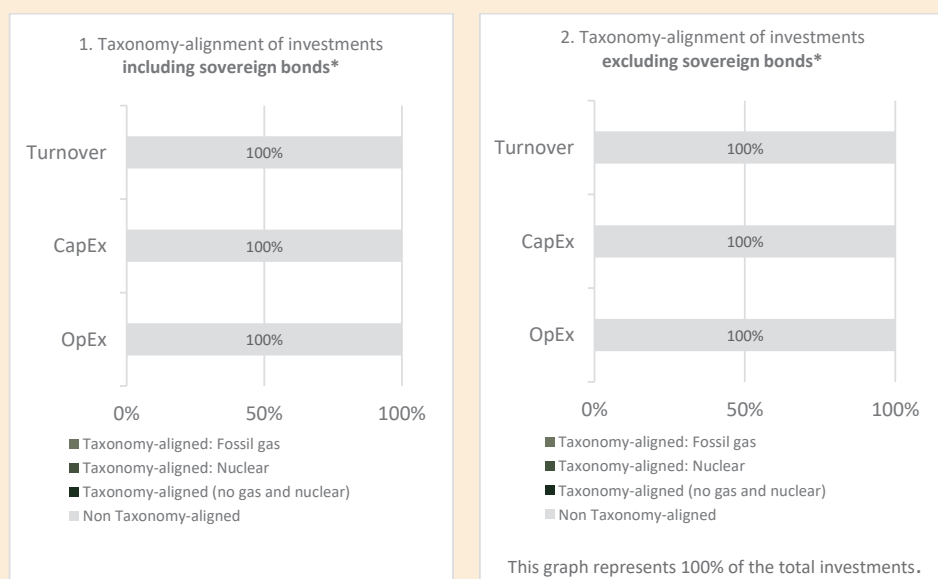 1. Taxonomy-alignment of investments
including sovereign bonds*
Turnover
100%
CapEx
100%
OpEx
100%
0%
50%
100%
Taxonomy-aligned: Fossil gas
Taxonomy-aligned: Nuclear
Taxonomy-aligned (no gas and nuclear)
Non Taxonomy-aligned
2. Taxonomy-alignment of investments
excluding sovereign bonds*
Turnover
100%
CapEx
100%
OpEx
100%
0%
50%
100%
Taxonomy-aligned: Fossil gas
Taxonomy-aligned: Nuclear
Taxonomy-aligned (no gas and nuclear)
Non Taxonomy-aligned
This graph represents 100% of the total investments.